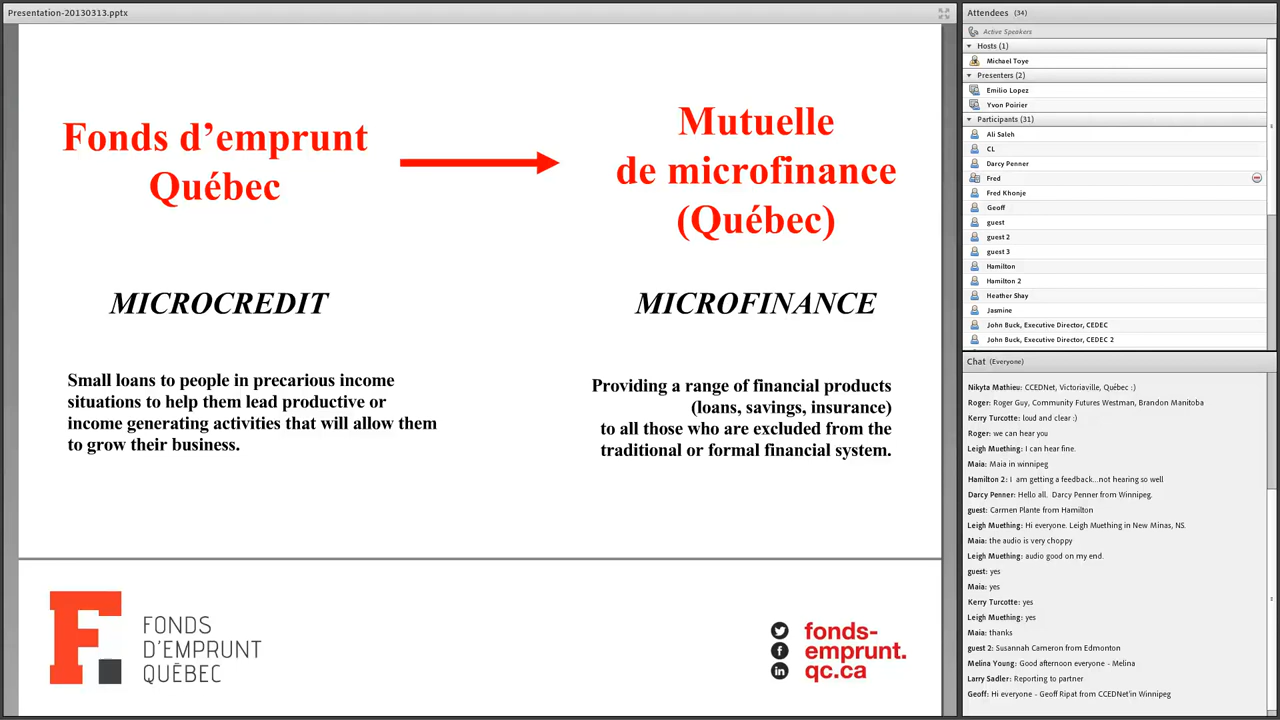 Presentation-20130313.pptx
Fonds d’emprunt
Québec
Mutuelle
de microfinance
(Québec)
MICROCREDIT
MICROFINANCE
Small loans to people in precarious income
situations to help them lead productive or
income generating activities that will allow them
to grow their business.
Providing a range of financial products
(loans, savings, insurance)
to all those who are excluded from the
traditional or formal financial system.
F
FONDS
D'EMPRUNT
QUÉBEC
fonds-
emprunt.
qc.ca
Attendees (34)
Active Speakers
Hosts (1)
Michael Toye
Presenters (2)
Emilio Lopez
Yvon Poirier
Participants (31)
Ali Saleh
CL
Darcy Penner
Fred
Fred Khonje
Geoff
guest
guest 2
guest 3
Hamilton
Hamilton 2
Heather Shay
Jasmine
John Buck, Executive Director, CEDEC
John Buck, Executive Director, CEDEC 2
Chat (Everyone)
Nikyta Mathieu: CCEDNet, Victoriaville, Québec :)
Roger: Roger Guy, Community Futures Westman, Brandon Manitoba
Kerry Turcotte: loud and clear :)
Roger: we can hear you
Leigh Muething: I can hear fine.
Maia: Maia in winnipeg
Hamilton 2: I am getting a feedback...not hearing so well
Darcy Penner: Hello all. Darcy Penner from Winnipeg.
guest: Carmen Plante from Hamilton
Leigh Muething: Hi everyone. Leigh Muething in New Minas, NS.
Maia: the audio is very choppy
Leigh Muething: audio good on my end.
guest: yes
Maia: yes
Kerry Turcotte: yes
Leigh Muething: yes
Maia: thanks
guest 2: Susannah Cameron from Edmonton
Melina Young: Good afternoon everyone - Melina
Larry Sadler: Reporting to partner
Geoff: Hi everyone - Geoff Ripat from CCEDNet'in Winnipeg